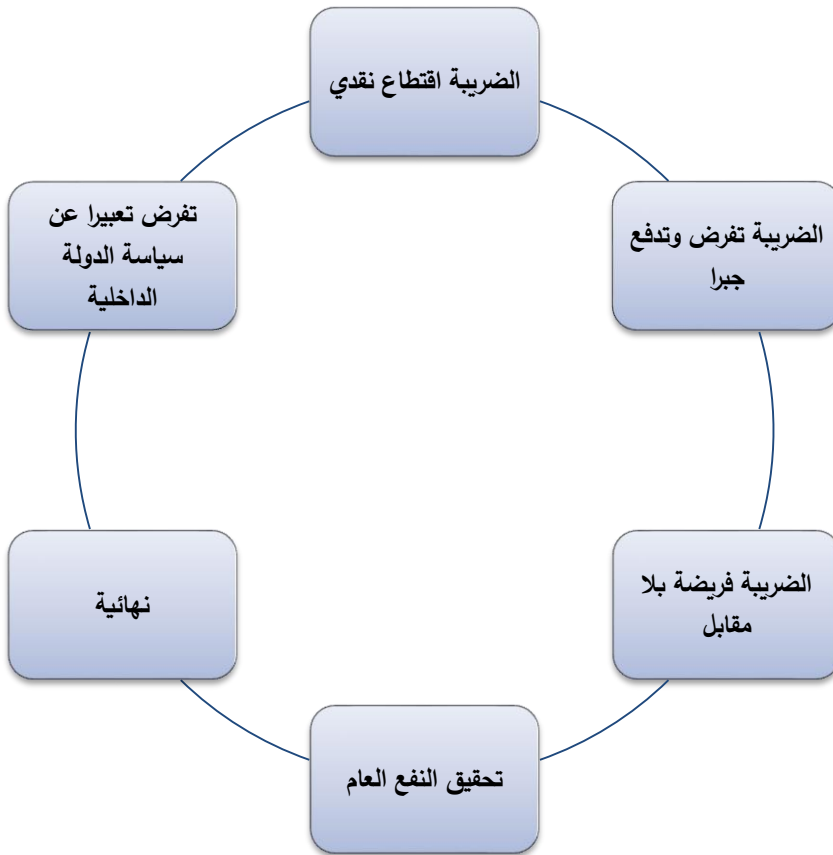 الضريبة اقتطاع نقدي
الضريبة تفرض وتدفع
جبرا
الضريبة فريضة بلا
مقابل
تحقيق النفع العام
نهائية
تفرض تعبيرا عن
سياسة الدولة
الداخلية